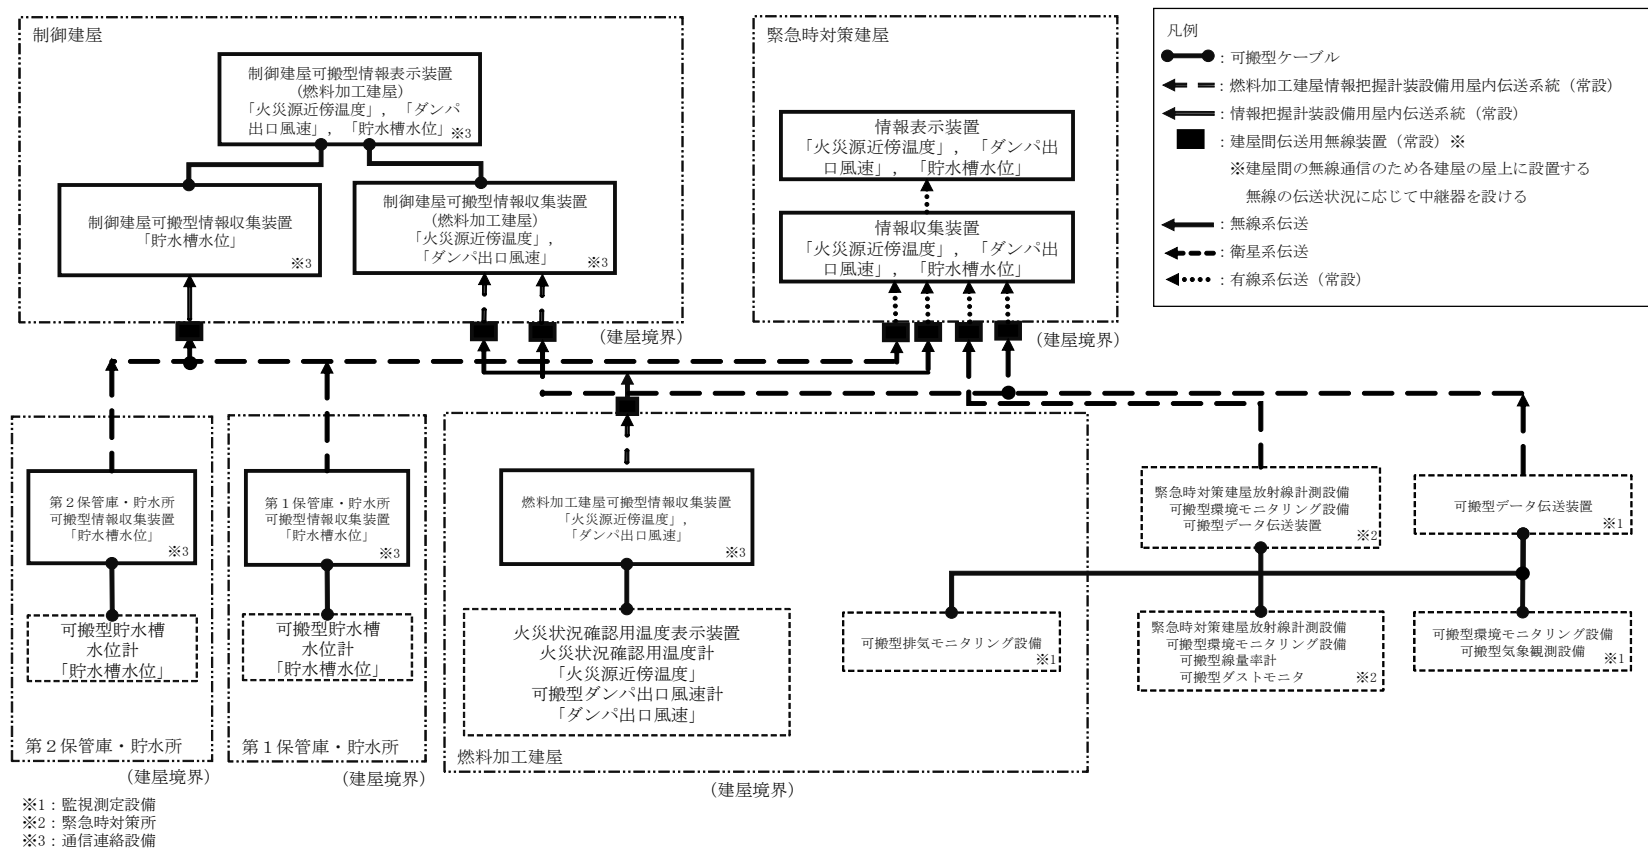 制御建屋
制御建屋可搬型情報表示装置
(燃料加工建屋)
「火災源近傍温度」，「ダンパ
出口風速」，「貯水槽水位」
※3
制御建屋可搬型情報収集装置
「貯水槽水位」
※3
制御建屋可搬型情報収集装置
(燃料加工建屋)
「火災源近傍温度」，
「ダンパ出口風速」
※3
(建屋境界)
緊急時対策建屋
情報表示装置
「火災源近傍温度」，「ダンパ出
口風速」，「貯水槽水位」
情報収集装置
「火災源近傍温度」，「ダンパ出
口風速」，「貯水槽水位」
(建屋境界)
凡例
：可搬型ケーブル
：燃料加工建屋情報把握計装設備用屋内伝送系統（常設）
：情報把握計装設備用屋内伝送系統（常設）
：建屋間伝送用無線装置（常設）※
※建屋間の無線通信のため各建屋の屋上に設置する
無線の伝送状況に応じて中継器を設ける
：無線系伝送
：衛星系伝送
：有線系伝送（常設）
第２保管庫・貯水所
可搬型情報収集装置
「貯水槽水位」
※3
可搬型貯水槽
水位計
「貯水槽水位」
第２保管庫・貯水所
(建屋境界)
第１保管庫・貯水所
可搬型情報収集装置
「貯水槽水位」
※3
可搬型貯水槽
水位計
「貯水槽水位」
第１保管庫・貯水所
(建屋境界)
燃料加工建屋可搬型情報収集装置
「火災源近傍温度」，
「ダンパ出口風速」
※3
火災状況確認用温度表示装置
火災状況確認用温度計
「火災源近傍温度」
可搬型ダンパ出口風速計
「ダンパ出口風速」
燃料加工建屋
(建屋境界)
可搬型排気モニタリング設備
※1
緊急時対策建屋放射線計測設備
可搬型環境モニタリング設備
可搬型データ伝送装置
※2
緊急時対策建屋放射線計測設備
可搬型環境モニタリング設備
可搬型線量率計
可搬型ダストモニタ
※2
可搬型データ伝送装置
※1
可搬型環境モニタリング設備
可搬型気象観測設備
※1
※1：監視測定設備
※2：緊急時対策所
※3：通信連絡設備